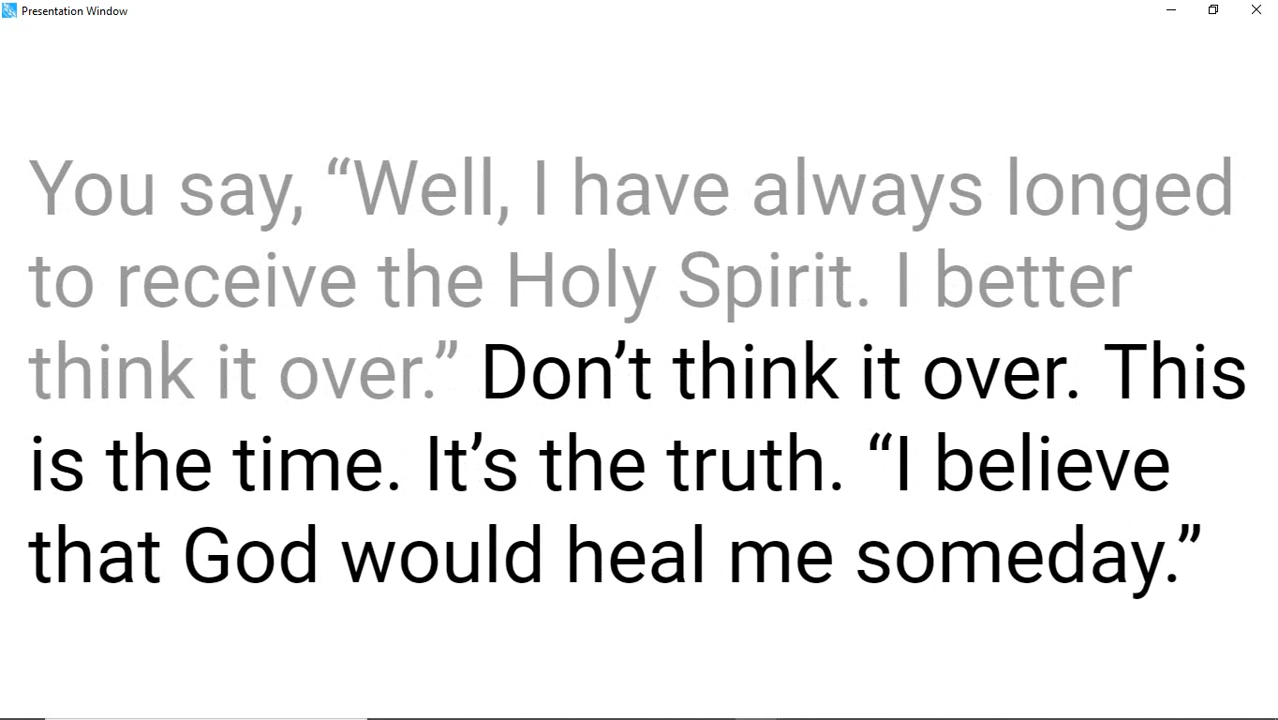 Presentation Window
You say, “Well, I have always longed
to receive the Holy Spirit. I better
think it over.” Don’t think it over. This
is the time. It’s the truth. “I believe
that God would heal me someday.”